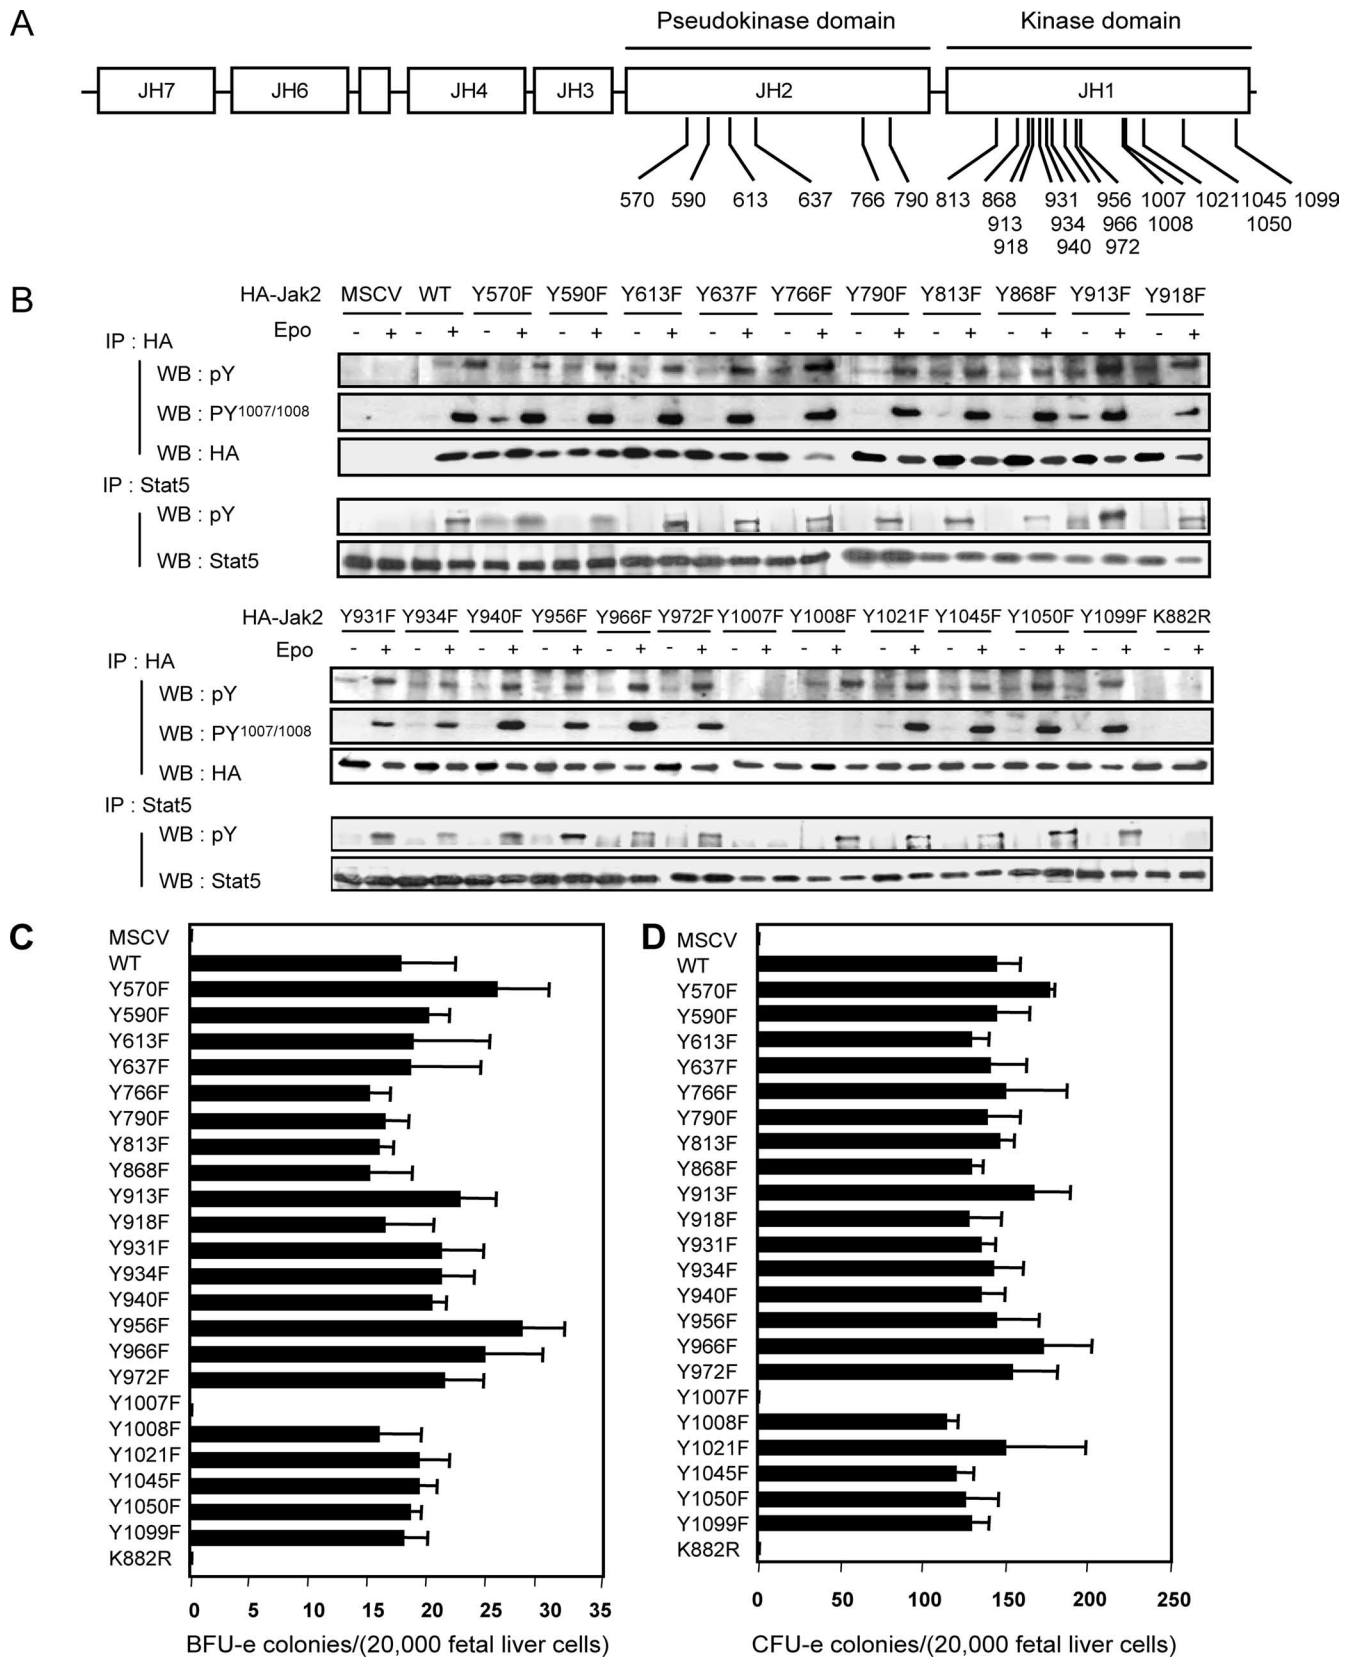 A
Pseudokinase domain Kinase domain
JH7 JH6 JH4 JH3 JH2 JH1
570 590 613 637 766 790 813 868 931 956 1007 1021 1045 1099
913 934 966 1008 1050
918 940 972
B
HA-Jak2 MSCV WT Y570F Y590F Y613F Y637F Y766F Y790F Y813F Y868F Y913F Y918F
Epo - + - + - + - + - + - + - + - + - + - + - + - +
IP : HA
WB : pY
WB : PY1007/1008
WB : HA
IP : Stat5
WB : pY
WB : Stat5
HA-Jak2 Y931F Y934F Y940F Y956F Y966F Y972F Y1007F Y1008F Y1021F Y1045F Y1050F Y1099F K882R
Epo - + - + - + - + - + - + - + - + - + - + - + - + - +
IP : HA
WB : pY
WB : PY1007/1008
WB : HA
IP : Stat5
WB : pY
WB : Stat5
C
MSCV
WT
Y570F
Y590F
Y613F
Y637F
Y766F
Y790F
Y813F
Y868F
Y913F
Y918F
Y931F
Y934F
Y940F
Y956F
Y966F
Y972F
Y1007F
Y1008F
Y1021F
Y1045F
Y1050F
Y1099F
K882R
0 5 10 15 20 25 30 35
BFU-e colonies/(20,000 fetal liver cells)
D
MSCV
WT
Y570F
Y590F
Y613F
Y637F
Y766F
Y790F
Y813F
Y868F
Y913F
Y918F
Y931F
Y934F
Y940F
Y956F
Y966F
Y972F
Y1007F
Y1008F
Y1021F
Y1045F
Y1050F
Y1099F
K882R
0 50 100 150 200 250
CFU-e colonies/(20,000 fetal liver cells)